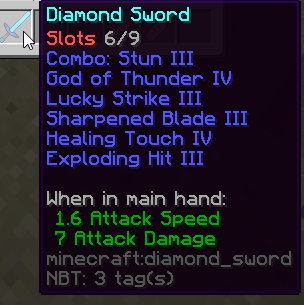 Diamond Sword
Slots 6/9
Combo: Stun III
God of Thunder IV
Lucky Strike III
Sharpened Blade III
Healing Touch IV
Exploding Hit III
When in main hand:
1.6 Attack Speed
7 Attack Damage
minecraft:diamond_sword
NBT: 3 tag(s)